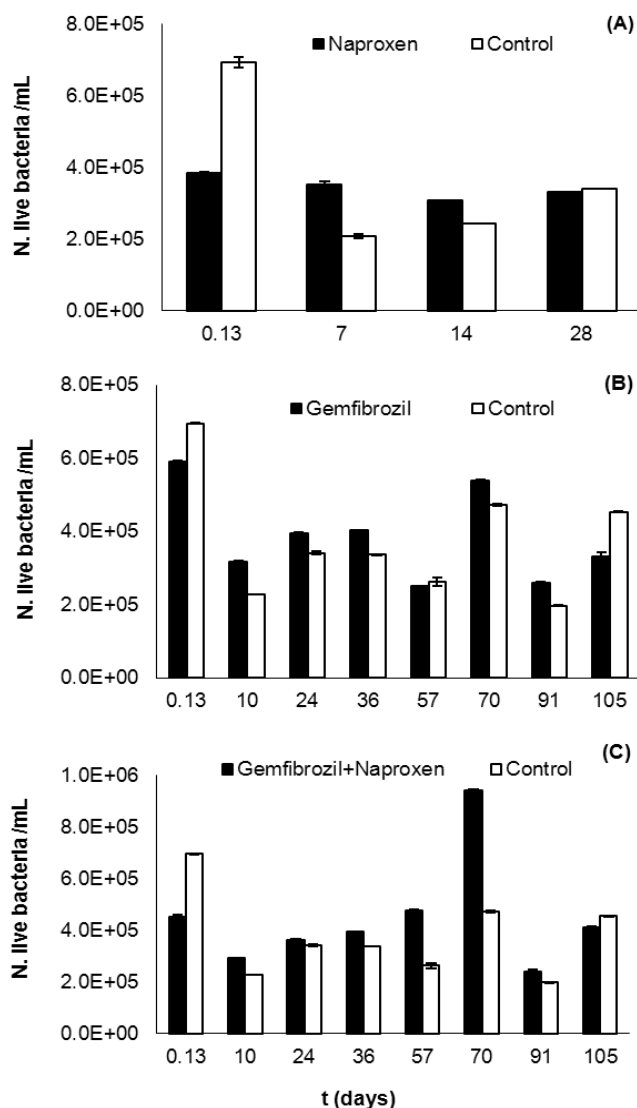 (A)
Naproxen Control
N. live bacteria /mL
8.0E+05
6.0E+05
4.0E+05
2.0E+05
0.0E+00
0.13 7 14 28
(B)
Gemfibrozil Control
N. live bacteria /mL
8.0E+05
6.0E+05
4.0E+05
2.0E+05
0.0E+00
0.13 10 24 36 57 70 91 105
(C)
Gemfibrozil+Naproxen Control
N. live bacteria /mL
1.0E+06
8.0E+05
6.0E+05
4.0E+05
2.0E+05
0.0E+00
0.13 10 24 36 57 70 91 105
t (days)